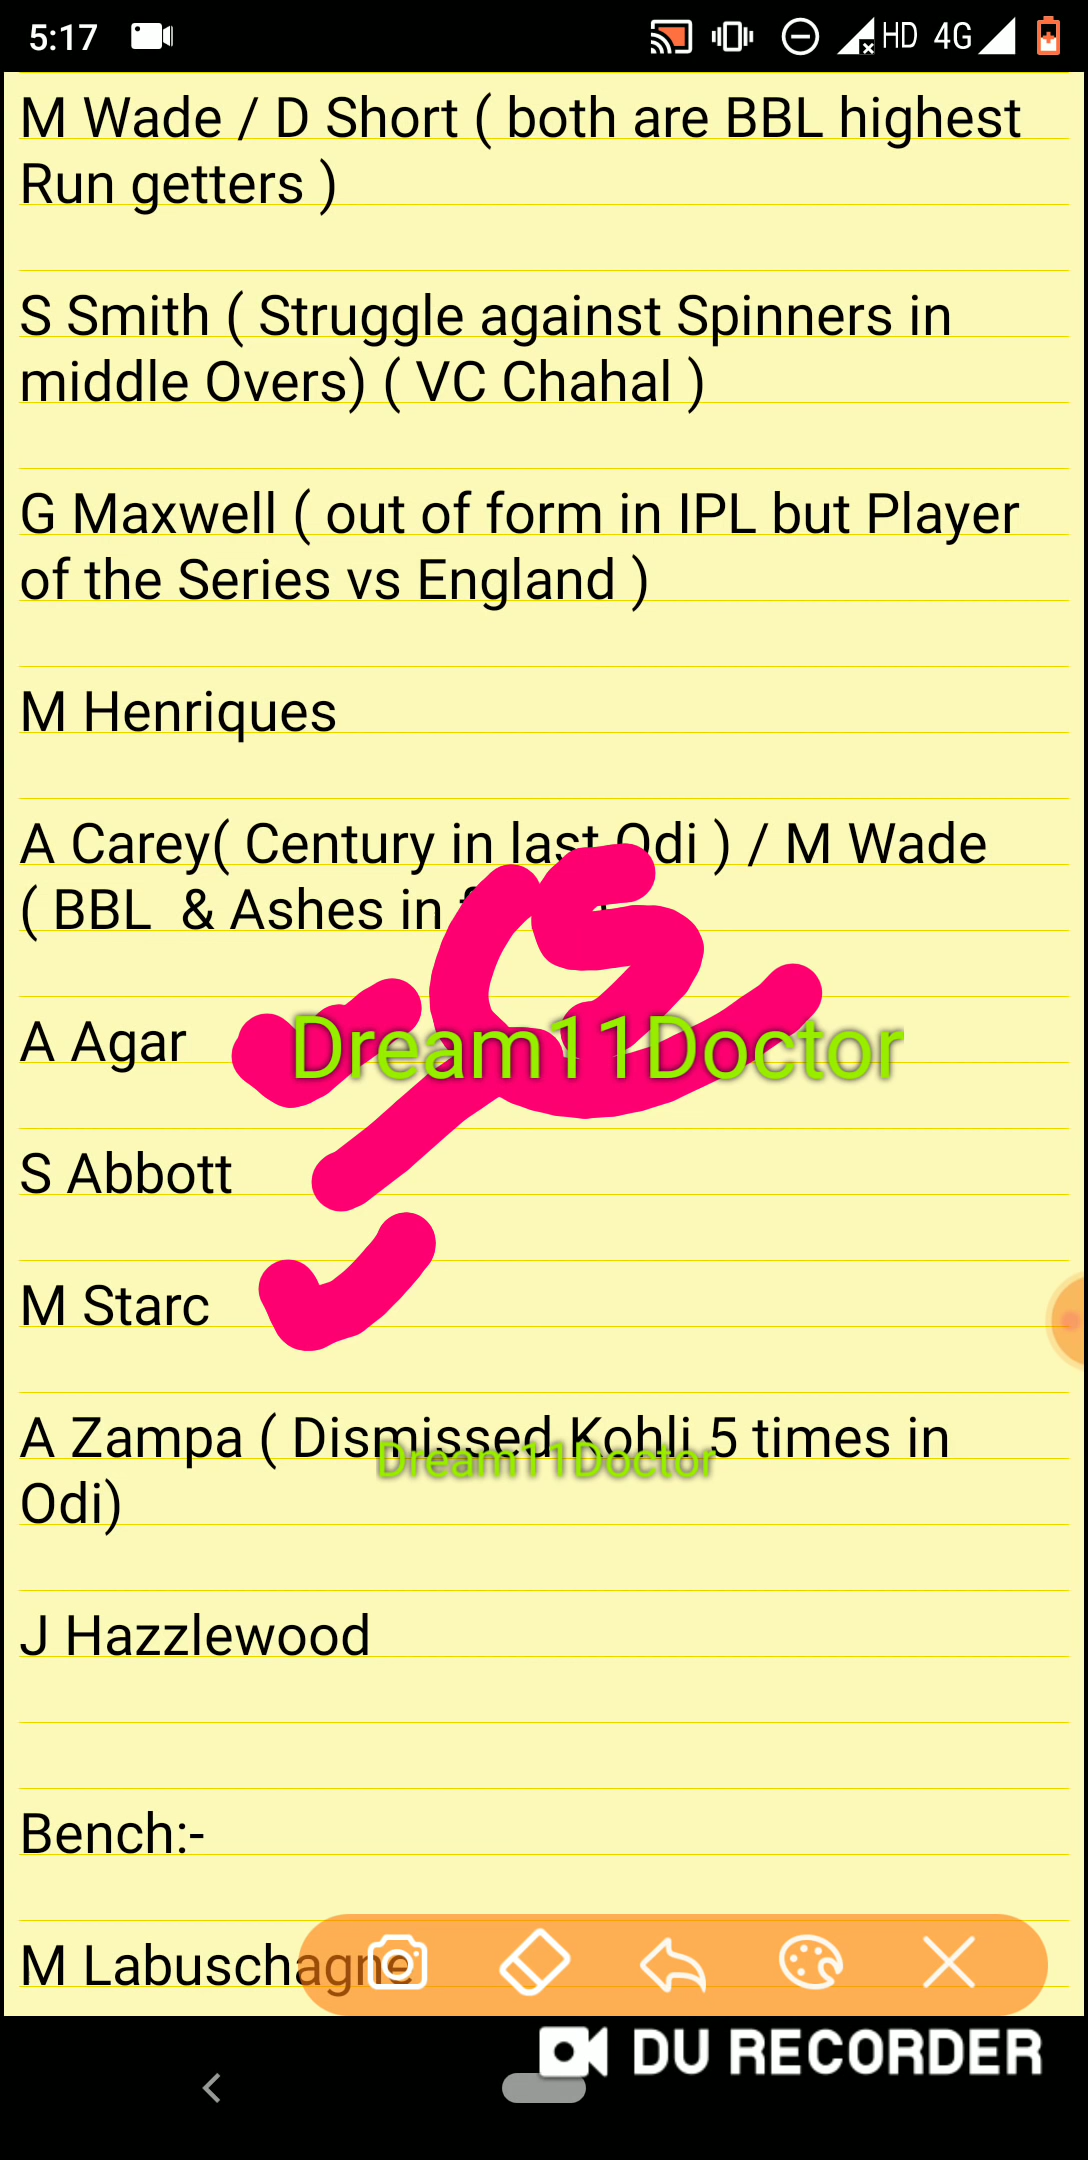 5:17 HD 4G
M Wade / D Short ( both are BBL highest
Run getters )
S Smith ( Struggle against Spinners in
middle Overs) ( VC Chahal )
G Maxwell ( out of form in IPL but Player
of the Series vs England )
M Henriques
A Carey( Century in last Odi ) / M Wade
( BBL & Ashes in
A Agar
Dream11Doctor
S Abbott
M Starc
A Zampa ( Dismissed Kohli 5 times in
Dream11Doctor
Odi)
J Hazzlewood
Bench:-
M Labuschagne
DU RECORDER